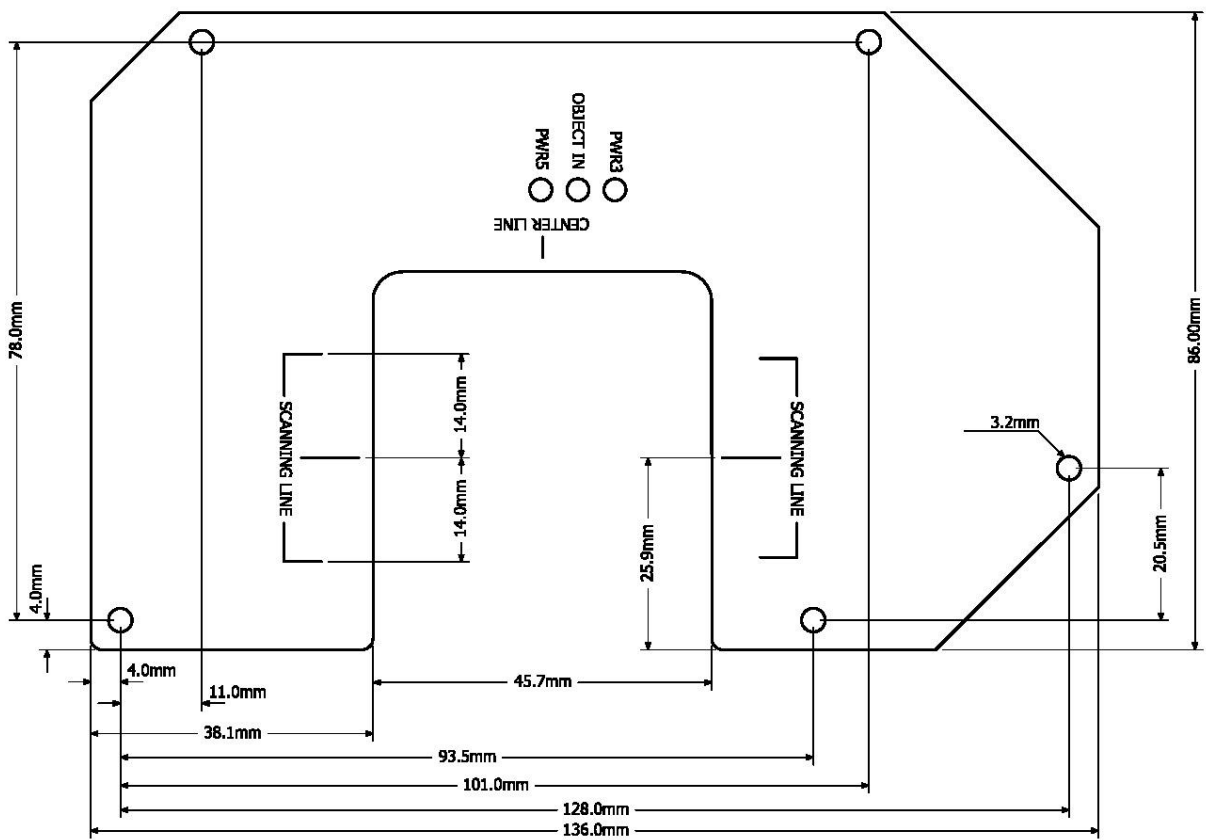 OBJECT IN
PWR5
PWR3
CENTER LINE
78.0mm
86.00mm
14.0mm
SCANNING LINE
SCANNING LINE
3.2mm
14.0mm
25.9mm
20.5mm
4.0mm
4.0mm
45.7mm
11.0mm
38.1mm
93.5mm
101.0mm
128.0mm
136.0mm